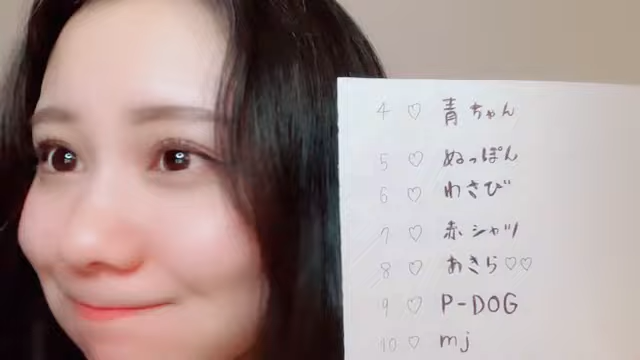 4 ♡ 青ちゃん
5 ♡ ぬっぽん
6 ♡ わさび
7 ♡ 赤シャツ
8 ♡ あきら♡♡
9 ♡ P-DOG
10 ♡ mj